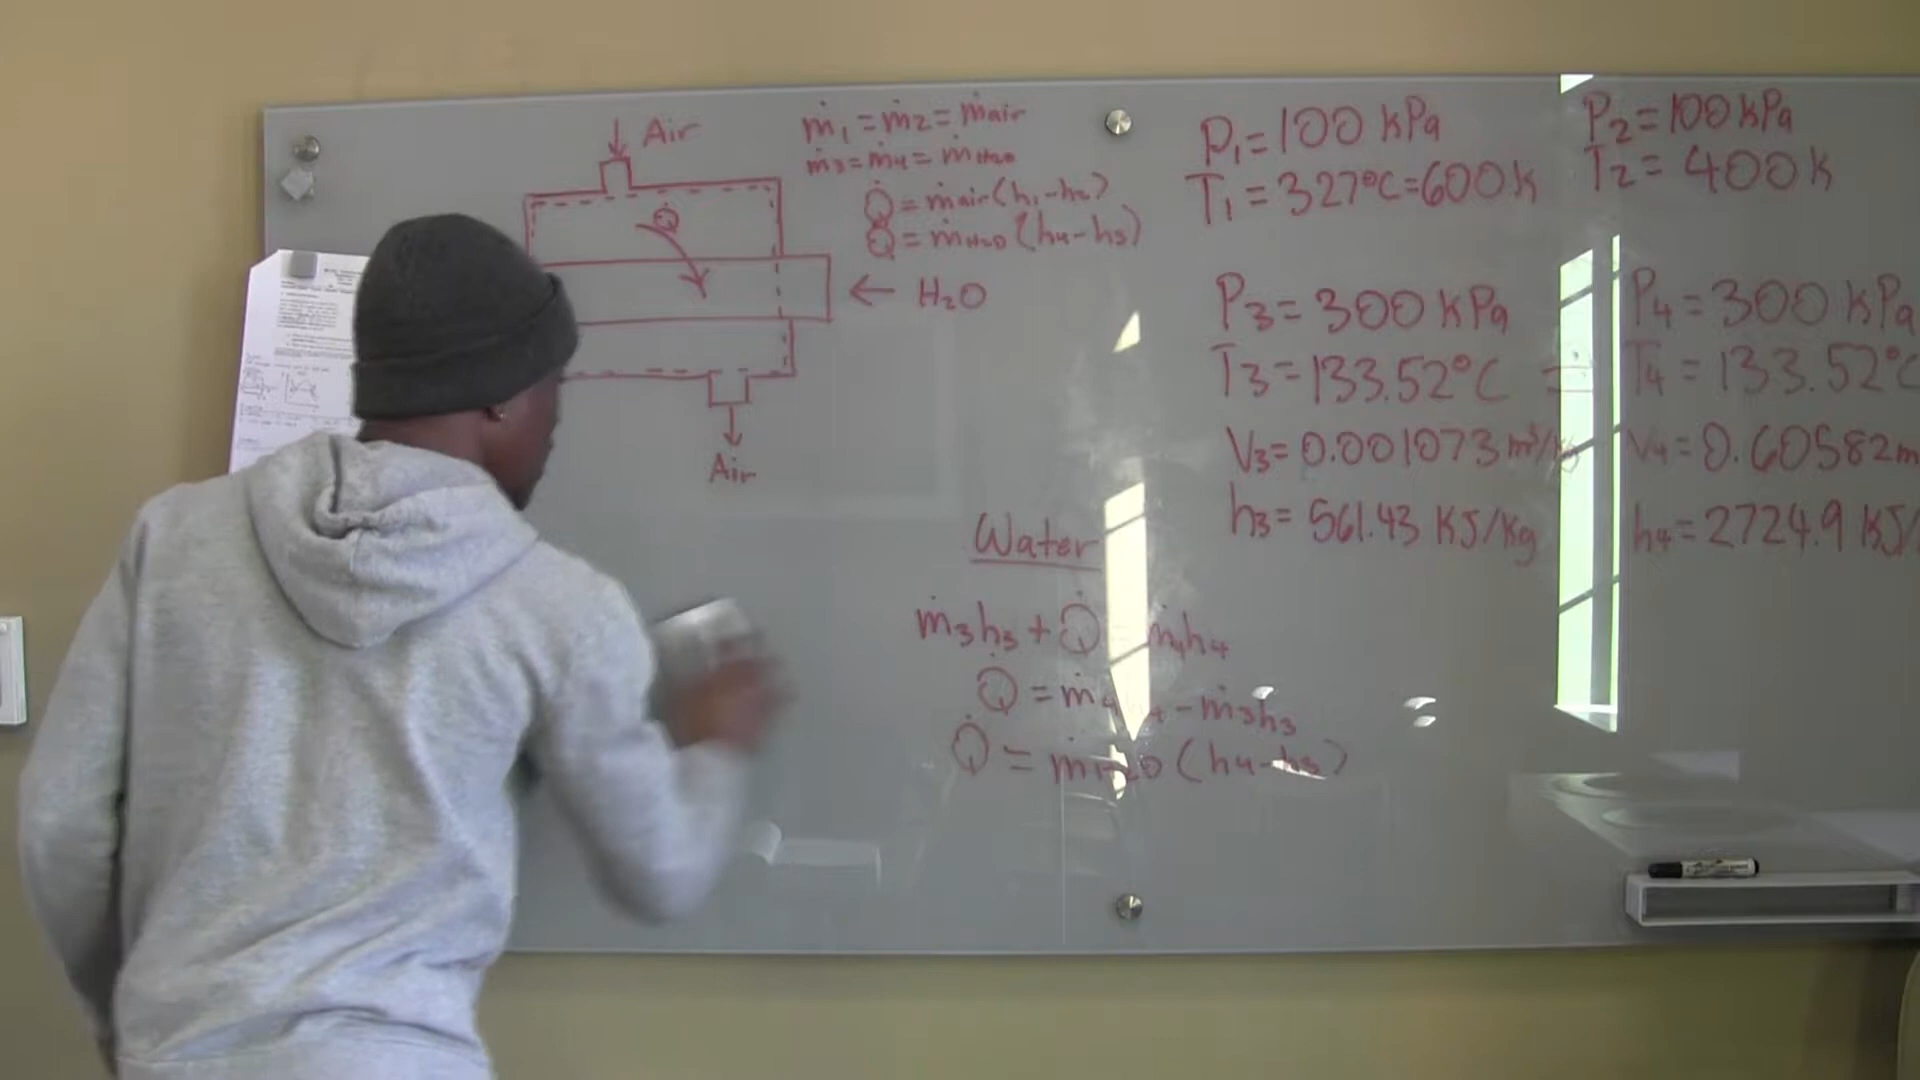 Air
ṁ₁ = ṁ₂ = ṁair
ṁ₃ = ṁ₄ = ṁH₂O
Q̇ = ṁair (h₁-h₂)
Q̇ = ṁH₂O (h₄-h₃)
Q̇
← H₂O
Air
P₁ = 100 kPa
T₁ = 327°C = 600K
P₂ = 100 kPa
T₂ = 400K
P₃ = 300 kPa
T₃ = 133.52°C =
V₃ = 0.001073 m³/kg
h₃ = 561.43 KJ/Kg
P₄ = 300 kPa
T₄ = 133.52°C
V₄ = 0.60582 m
h₄ = 2724.9 KJ/
Water
ṁ₃h₃ + Q̇ = ṁ₄h₄
Q̇ = ṁ₄h₄ - ṁ₃h₃
Q̇ = ṁH₂O (h₄-h₃)